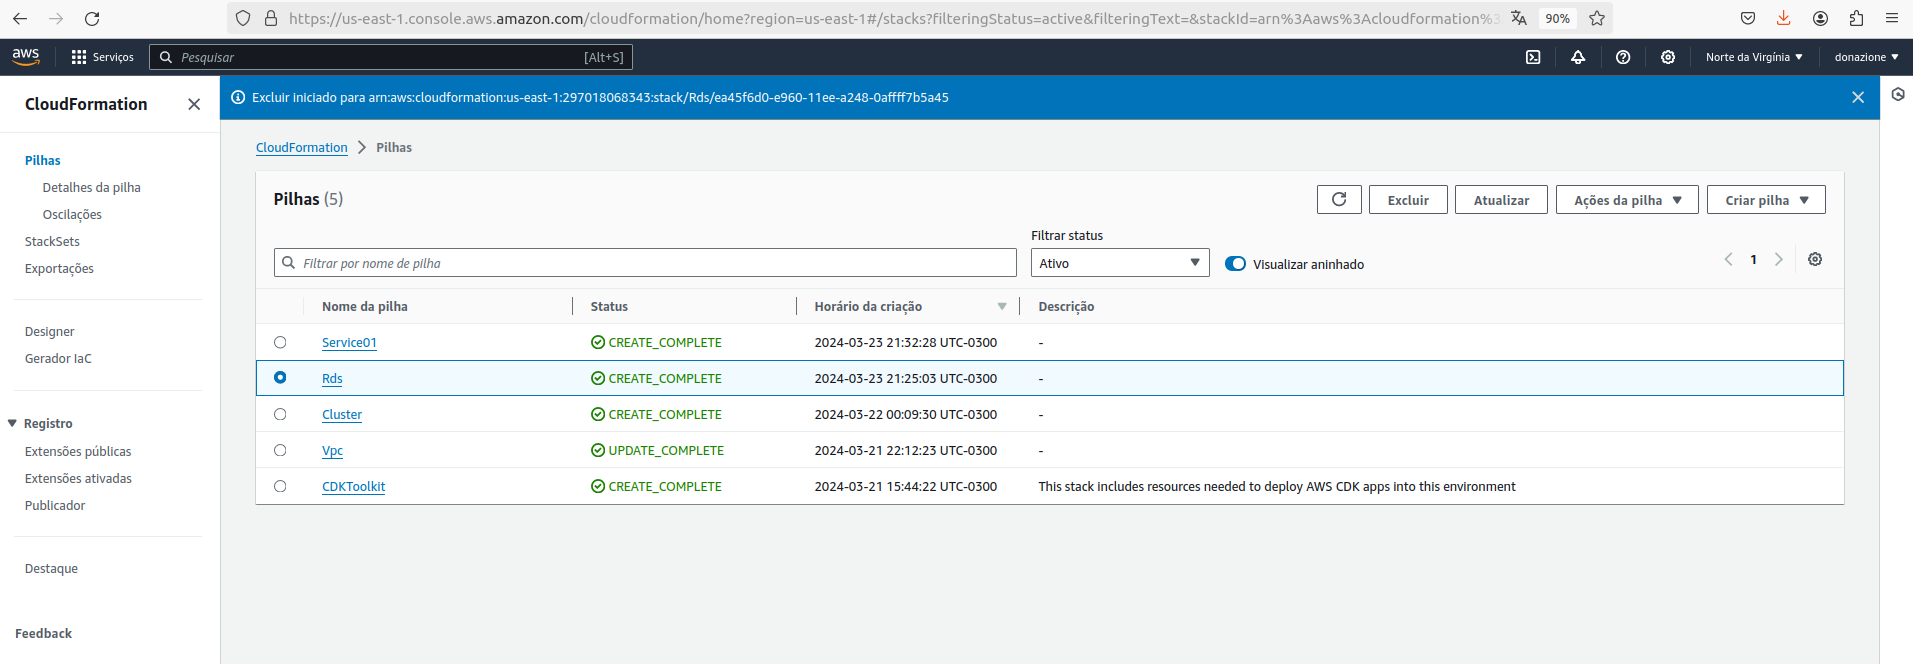 https://us-east-1.console.aws.amazon.com/cloudformation/home?region=us-east-1#/stacks?filteringStatus=active&filteringText=&stackId=arn%3Aaws%3Acloudformation%3
90%
aws
Serviços
Pesquisar
[Alt+S]
Norte da Virgínia
donazione
CloudFormation
Excluir iniciado para arn:aws:cloudformation:us-east-1:297018068343:stack/Rds/ea45f6d0-e960-11ee-a248-0affff7b5a45
Pilhas
Detalhes da pilha
Oscilações
StackSets
Exportações
Designer
Gerador IaC
Registro
Extensões públicas
Extensões ativadas
Publicador
Destaque
Feedback
CloudFormation > Pilhas
Pilhas (5)
Excluir
Atualizar
Ações da pilha
Criar pilha
Filtrar status
Filtrar por nome de pilha
Ativo
Visualizar aninhado
1
Nome da pilha Status Horário da criação Descrição
Service01 CREATE_COMPLETE 2024-03-23 21:32:28 UTC-0300 -
Rds CREATE_COMPLETE 2024-03-23 21:25:03 UTC-0300 -
Cluster CREATE_COMPLETE 2024-03-22 00:09:30 UTC-0300 -
Vpc UPDATE_COMPLETE 2024-03-21 22:12:23 UTC-0300 -
CDKToolkit CREATE_COMPLETE 2024-03-21 15:44:22 UTC-0300 This stack includes resources needed to deploy AWS CDK apps into this environment